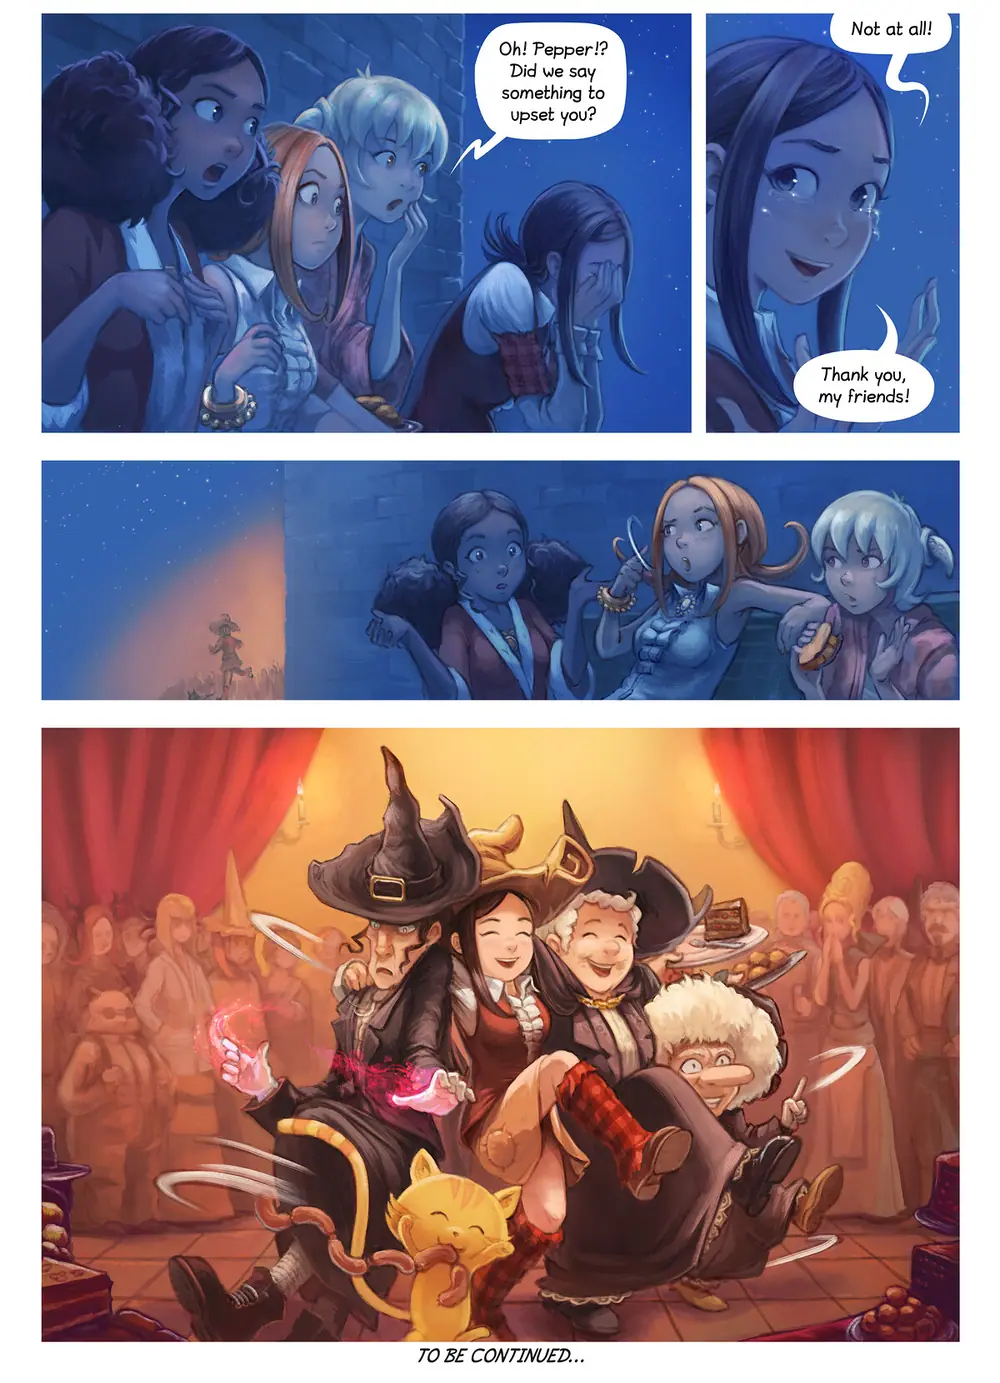 Oh! Pepper!?
Did we say
something to
upset you?
Not at all!
Thank you,
my friends!
TO BE CONTINUED...